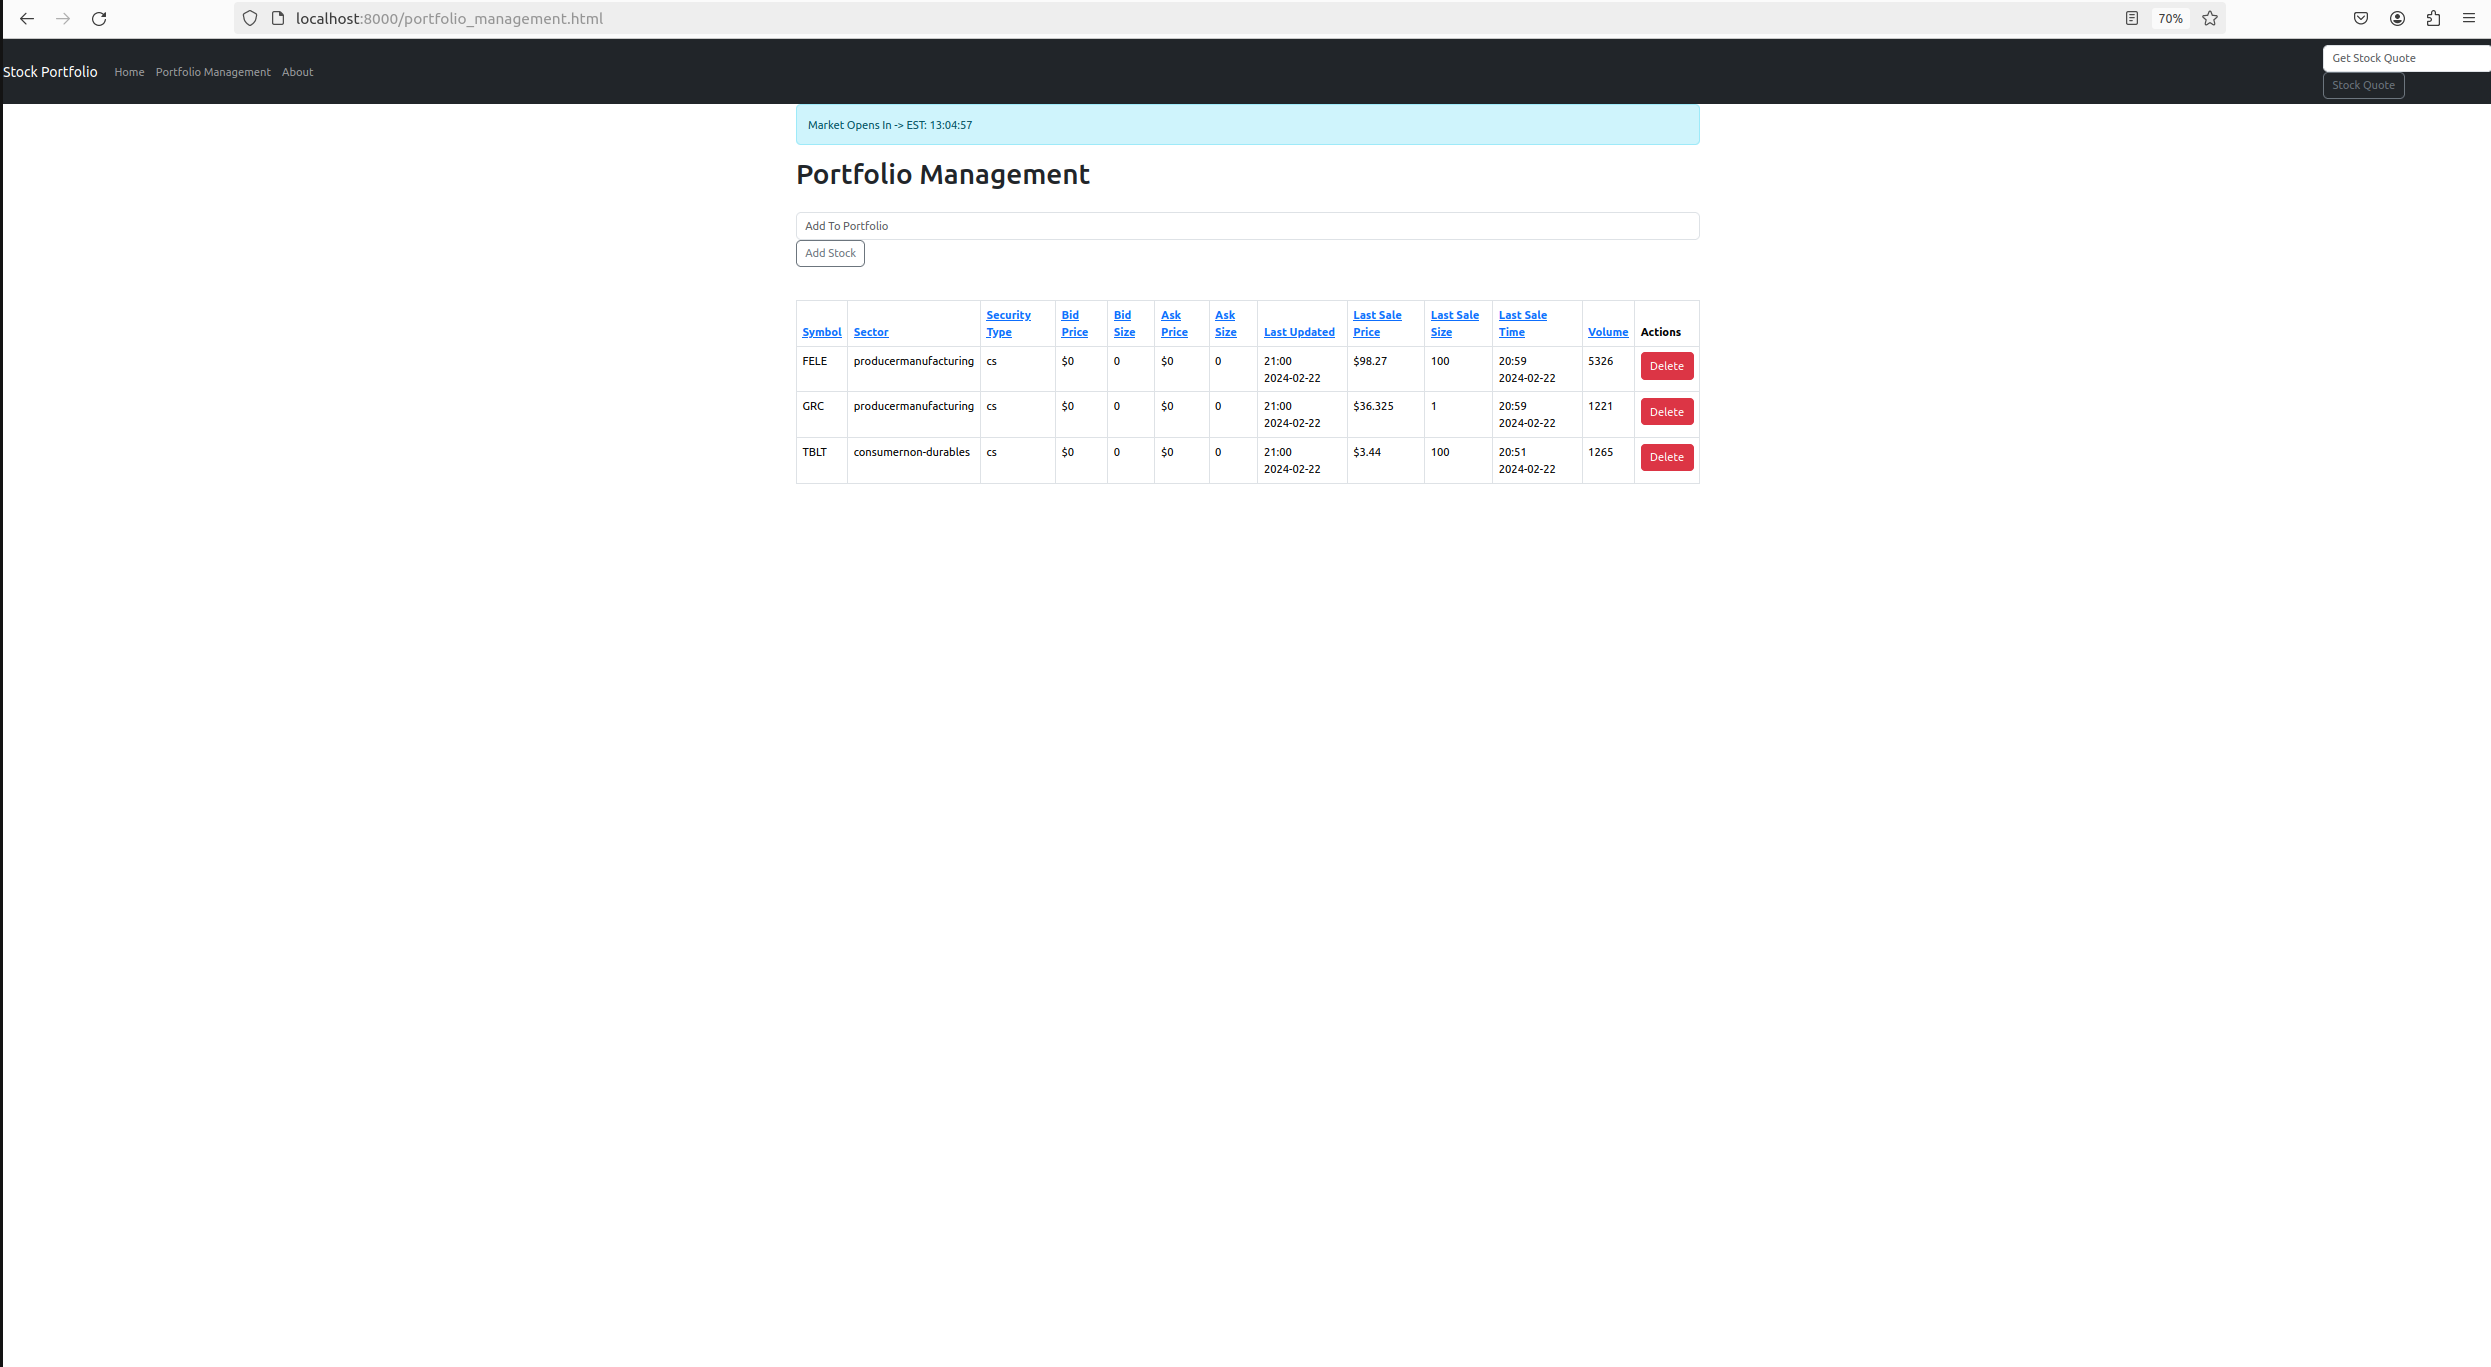 localhost:8000/portfolio_management.html 70%
Stock Portfolio Home Portfolio Management About Get Stock Quote
Stock Quote
Market Opens In -> EST: 13:04:57
Portfolio Management
Add To Portfolio
Add Stock
Symbol Sector Security Type Bid Price Bid Size Ask Price Ask Size Last Updated Last Sale Price Last Sale Size Last Sale Time Volume Actions
FELE producermanufacturing cs $0 0 $0 0 21:00 2024-02-22 $98.27 100 20:59 2024-02-22 5326 Delete
GRC producermanufacturing cs $0 0 $0 0 21:00 2024-02-22 $36.325 1 20:59 2024-02-22 1221 Delete
TBLT consumernon-durables cs $0 0 $0 0 21:00 2024-02-22 $3.44 100 20:51 2024-02-22 1265 Delete